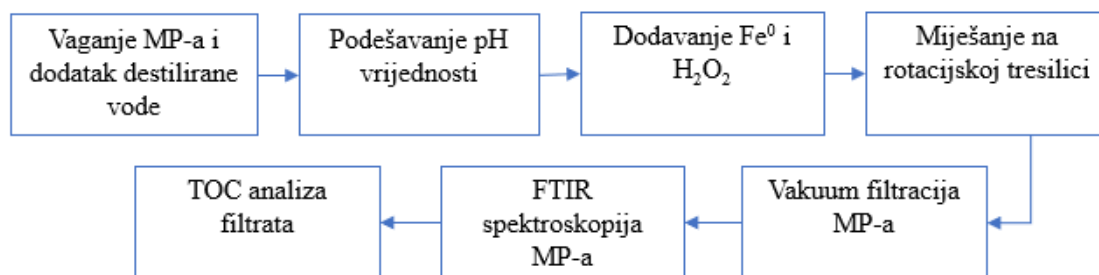 Vaganje MP-a i
dodatak destilirane
vode
Podešavanje pH
vrijednosti
Dodavanje Fe⁰ i
H₂O₂
Miješanje na
rotacijskoj tresilici
Vakuum filtracija
MP-a
FTIR
spektroskopija
MP-a
TOC analiza
filtrata